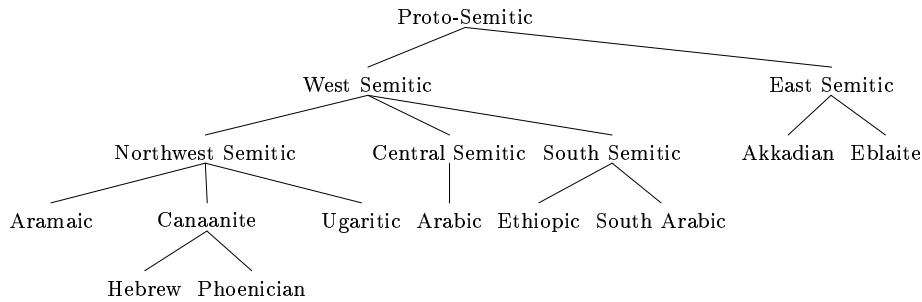 Proto-Semitic
West Semitic East Semitic
Northwest Semitic Central Semitic South Semitic Akkadian Eblaite
Aramaic Canaanite Ugaritic Arabic Ethiopic South Arabic
Hebrew Phoenician